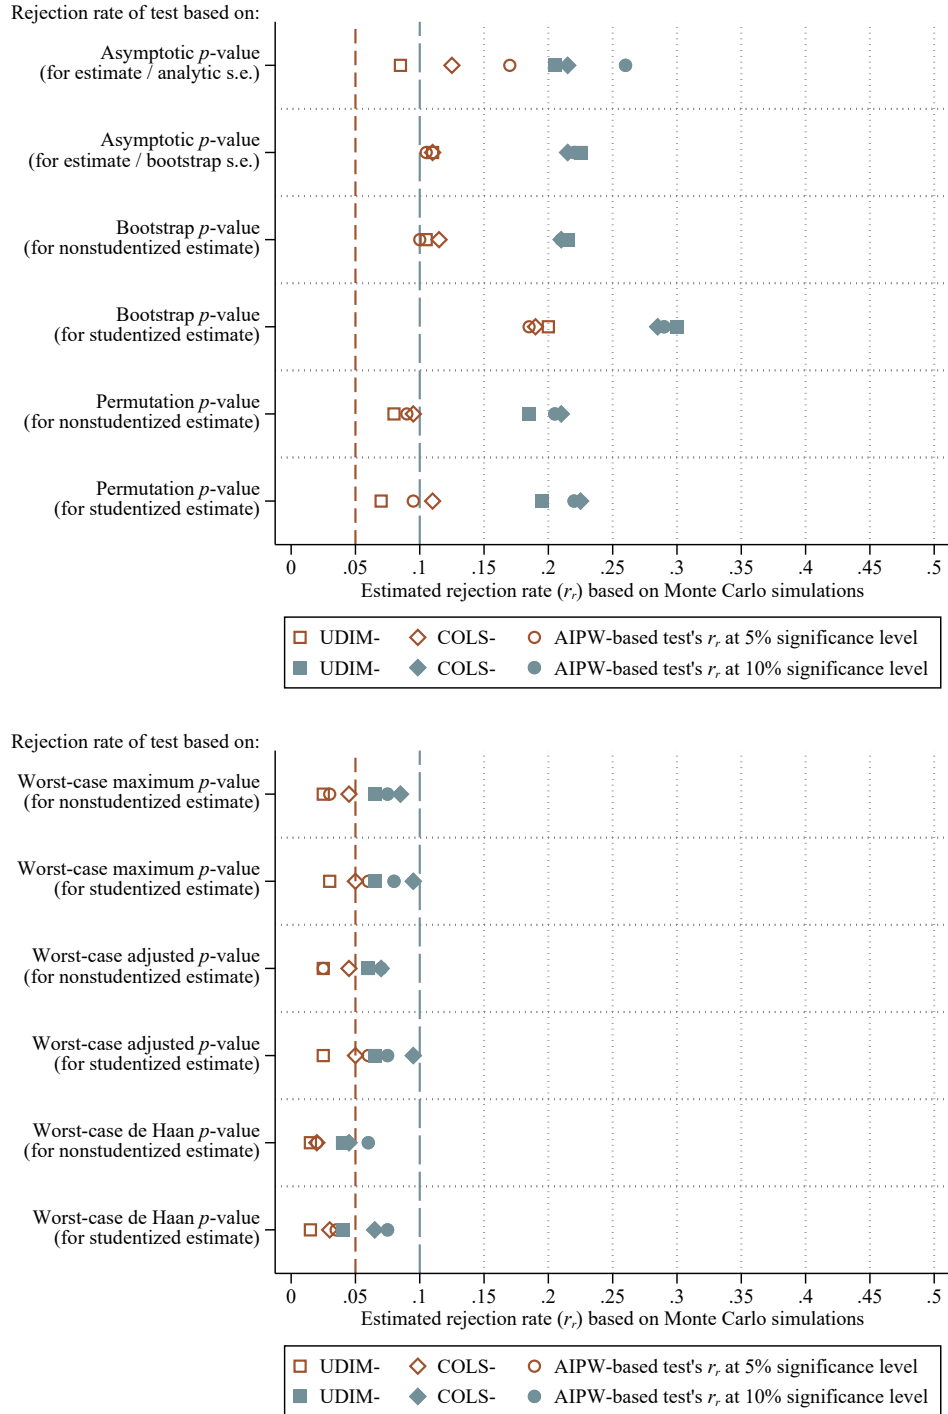 Rejection rate of test based on:
Asymptotic p-value
(for estimate / analytic s.e.)
Asymptotic p-value
(for estimate / bootstrap s.e.)
Bootstrap p-value
(for nonstudentized estimate)
Bootstrap p-value
(for studentized estimate)
Permutation p-value
(for nonstudentized estimate)
Permutation p-value
(for studentized estimate)
0 .05 .1 .15 .2 .25 .3 .35 .4 .45 .5
Estimated rejection rate (rᵣ) based on Monte Carlo simulations
UDIM- COLS- AIPW-based test's rᵣ at 5% significance level
UDIM- COLS- AIPW-based test's rᵣ at 10% significance level
Rejection rate of test based on:
Worst-case maximum p-value
(for nonstudentized estimate)
Worst-case maximum p-value
(for studentized estimate)
Worst-case adjusted p-value
(for nonstudentized estimate)
Worst-case adjusted p-value
(for studentized estimate)
Worst-case de Haan p-value
(for nonstudentized estimate)
Worst-case de Haan p-value
(for studentized estimate)
0 .05 .1 .15 .2 .25 .3 .35 .4 .45 .5
Estimated rejection rate (rᵣ) based on Monte Carlo simulations
UDIM- COLS- AIPW-based test's rᵣ at 5% significance level
UDIM- COLS- AIPW-based test's rᵣ at 10% significance level